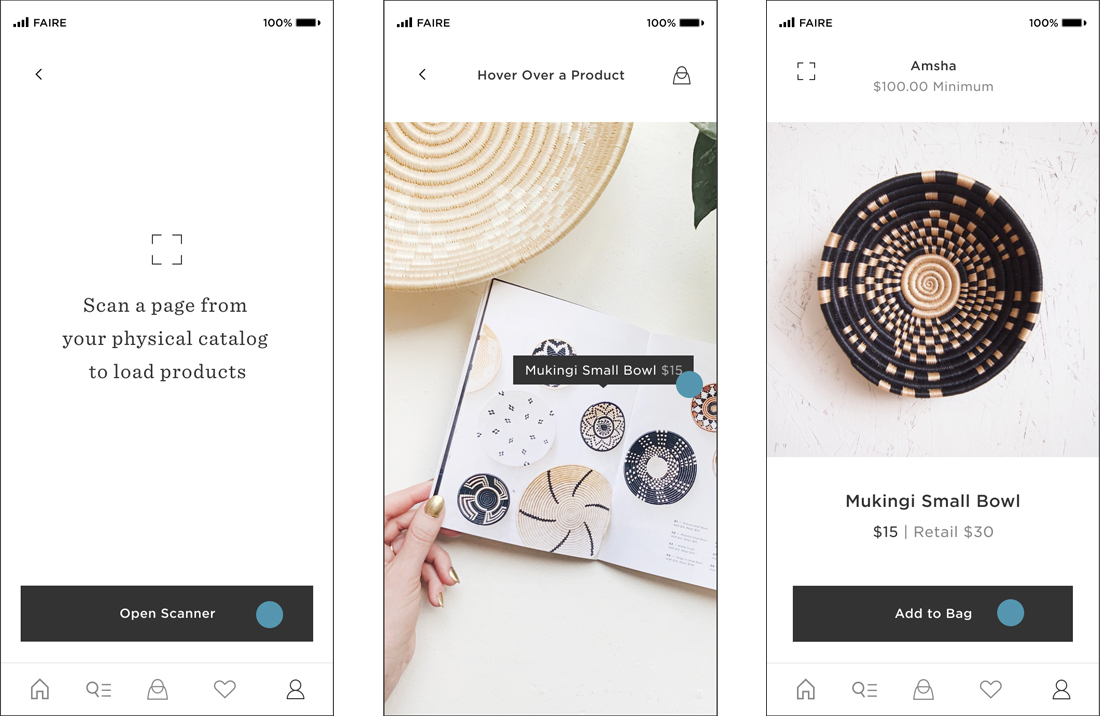 FAIRE
100%
Scan a page from
your physical catalog
to load products
Open Scanner
FAIRE
100%
Hover Over a Product
Mukingi Small Bowl $15
FAIRE
100%
Amsha
$100.00 Minimum
Mukingi Small Bowl
$15 | Retail $30
Add to Bag